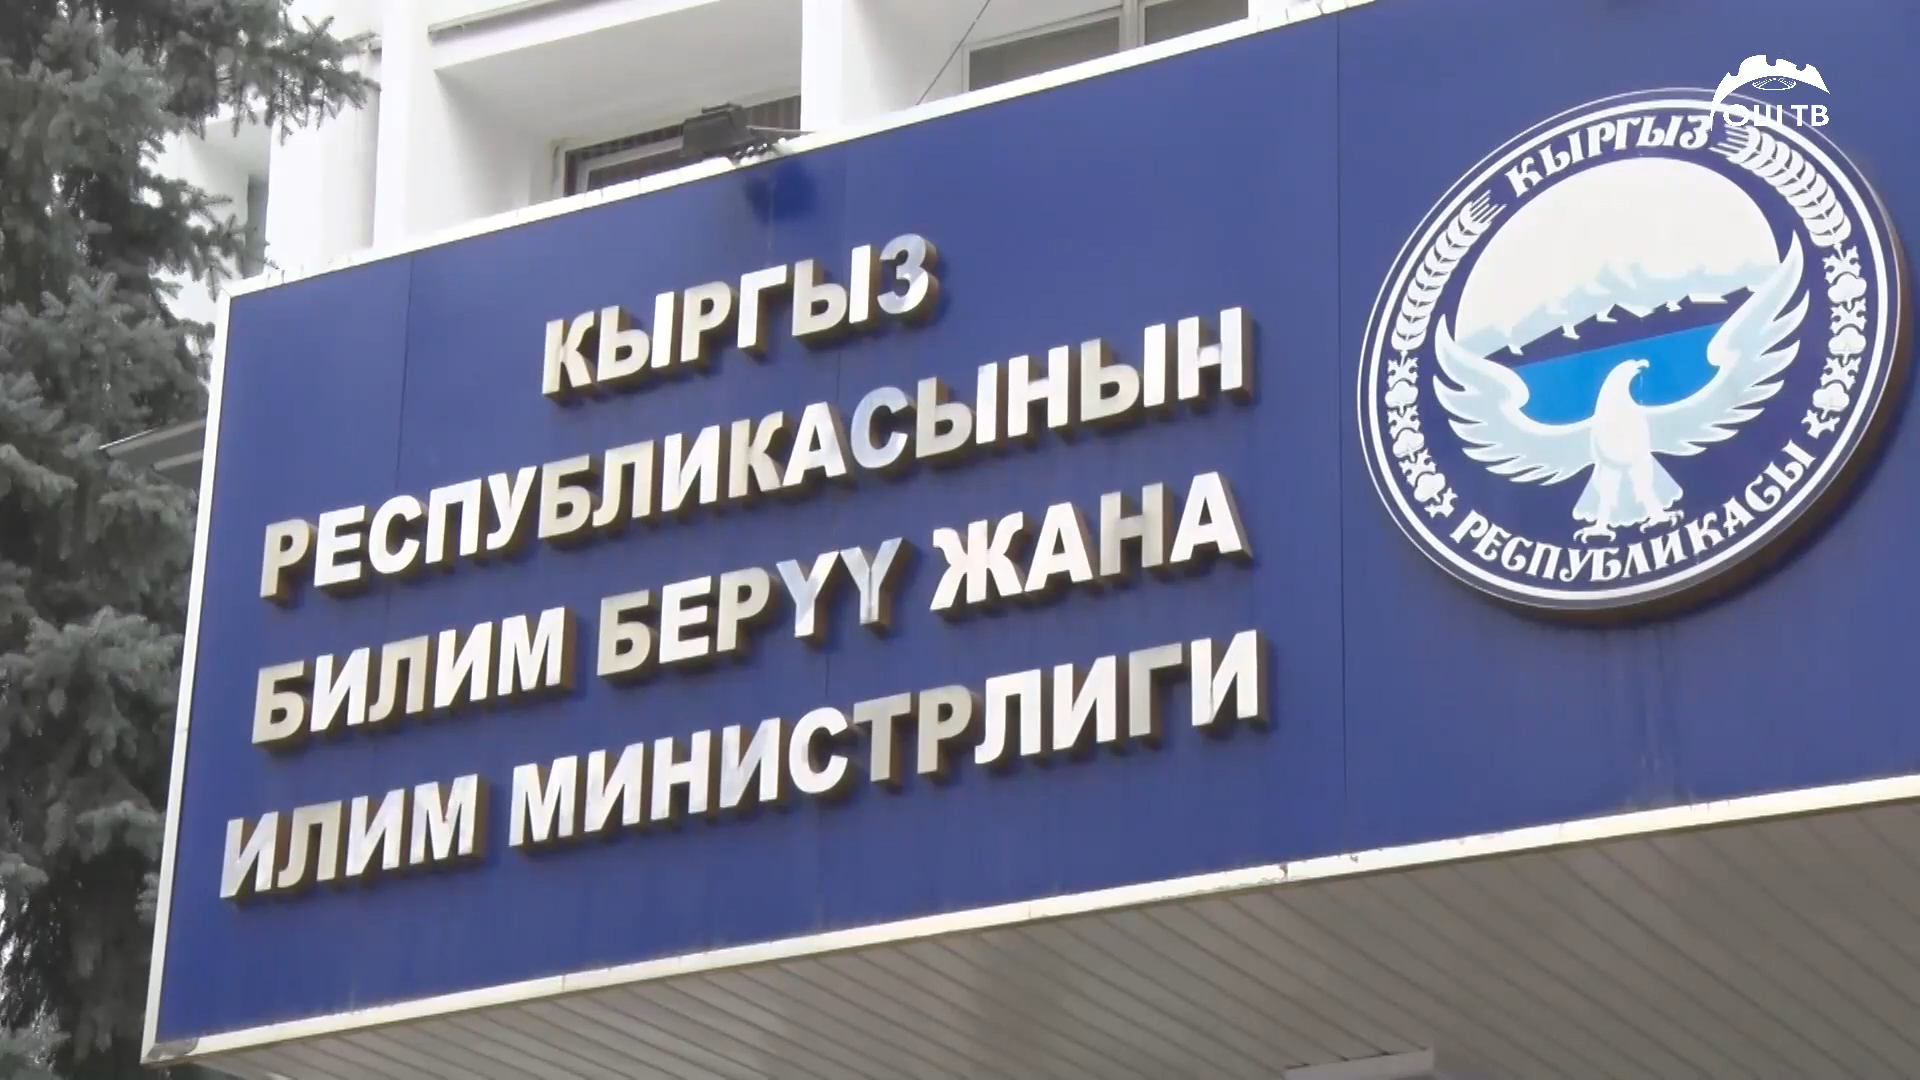 ОШ ТВ
КЫРГЫЗ
РЕСПУБЛИКАСЫНЫН
БИЛИМ БЕРҮҮ ЖАНА
ИЛИМ МИНИСТРЛИГИ
КЫРГЫЗ
РЕСПУБЛИКАСЫ